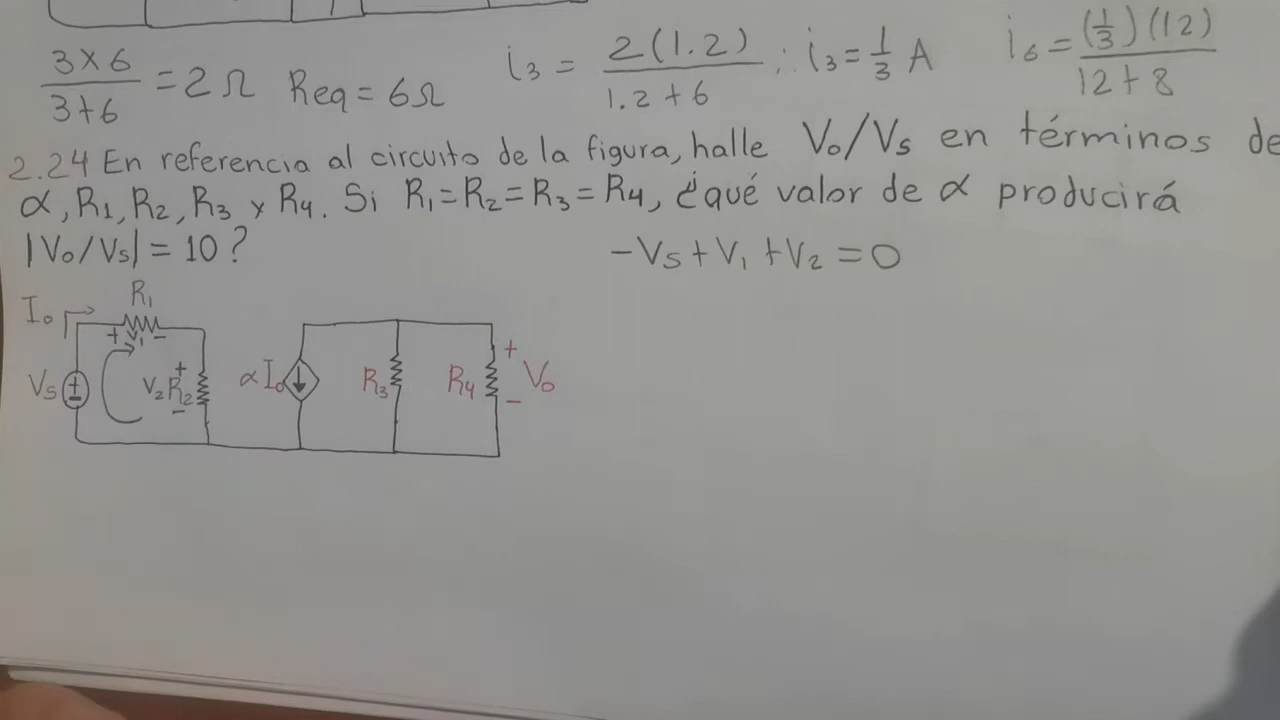 3×6/3+6 = 2Ω Req = 6Ω i3 = 2(1.2)/1.2+6 ; i3 = 1/3 A i6 = (1/3)(12)/12+8
2.24 En referencia al circuito de la figura, halle Vo/Vs en términos de
α, R1, R2, R3 y R4. Si R1=R2=R3=R4, ¿qué valor de α producirá
|Vo/Vs| = 10?
-Vs + V1 + V2 = 0
R1
Io
+ V1 -
Vs + -
V2 + R2 -
αIo
R3
R4
+ Vo -